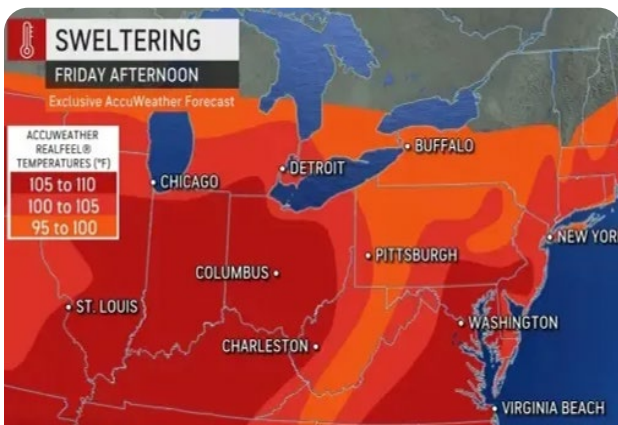 SWELTERING
FRIDAY AFTERNOON
Exclusive AccuWeather Forecast
ACCUWEATHER
REALFEEL®
TEMPERATURES (°F)
105 to 110
100 to 105
95 to 100
BUFFALO
DETROIT
CHICAGO
NEW YOR
PITTSBURGH
COLUMBUS
ST. LOUIS
WASHINGTON
CHARLESTON
VIRGINIA BEACH